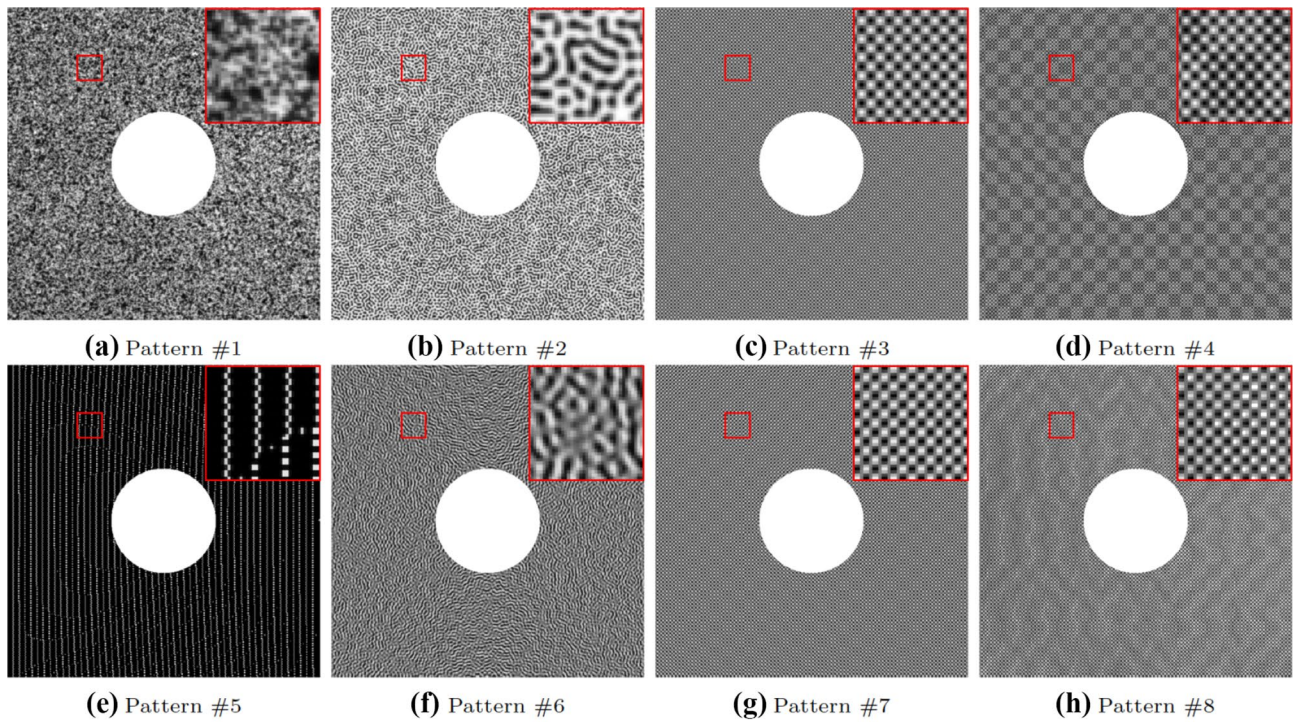 (a) Pattern #1
(b) Pattern #2
(c) Pattern #3
(d) Pattern #4
(e) Pattern #5
(f) Pattern #6
(g) Pattern #7
(h) Pattern #8